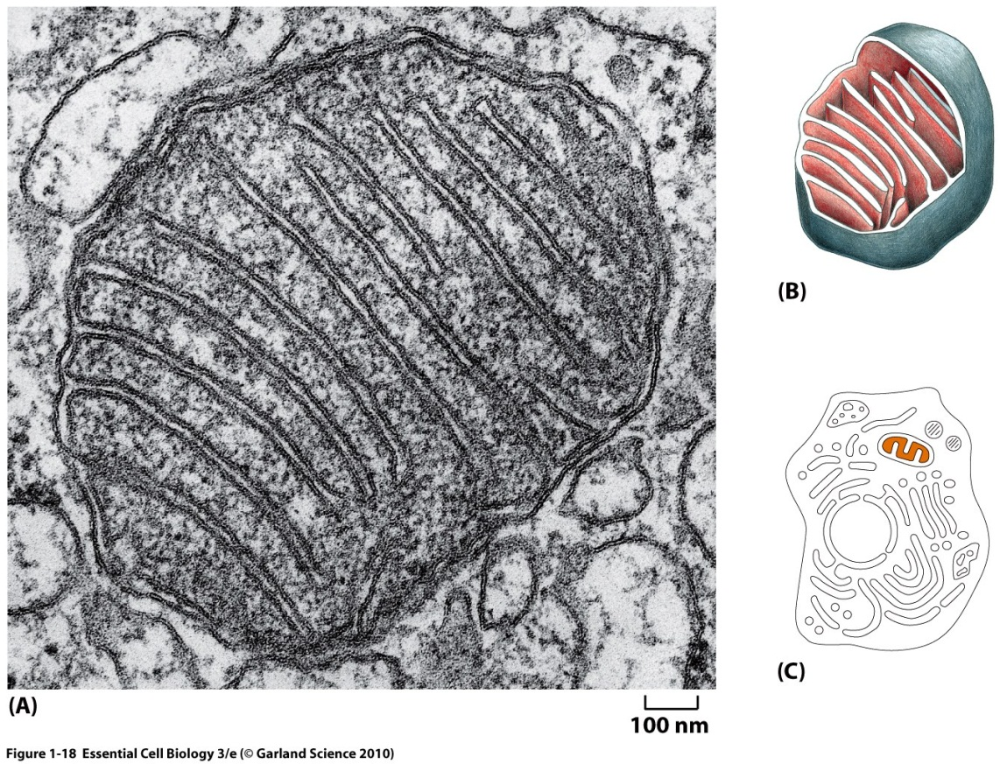 (B)
(C)
(A)
100 nm
Figure 1-18 Essential Cell Biology 3/e (© Garland Science 2010)